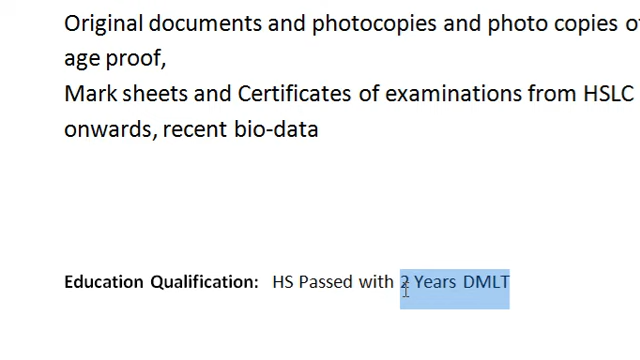 Original documents and photocopies and photo copies of
age proof,
Mark sheets and Certificates of examinations from HSLC
onwards, recent bio-data
Education Qualification: HS Passed with 2 Years DMLT